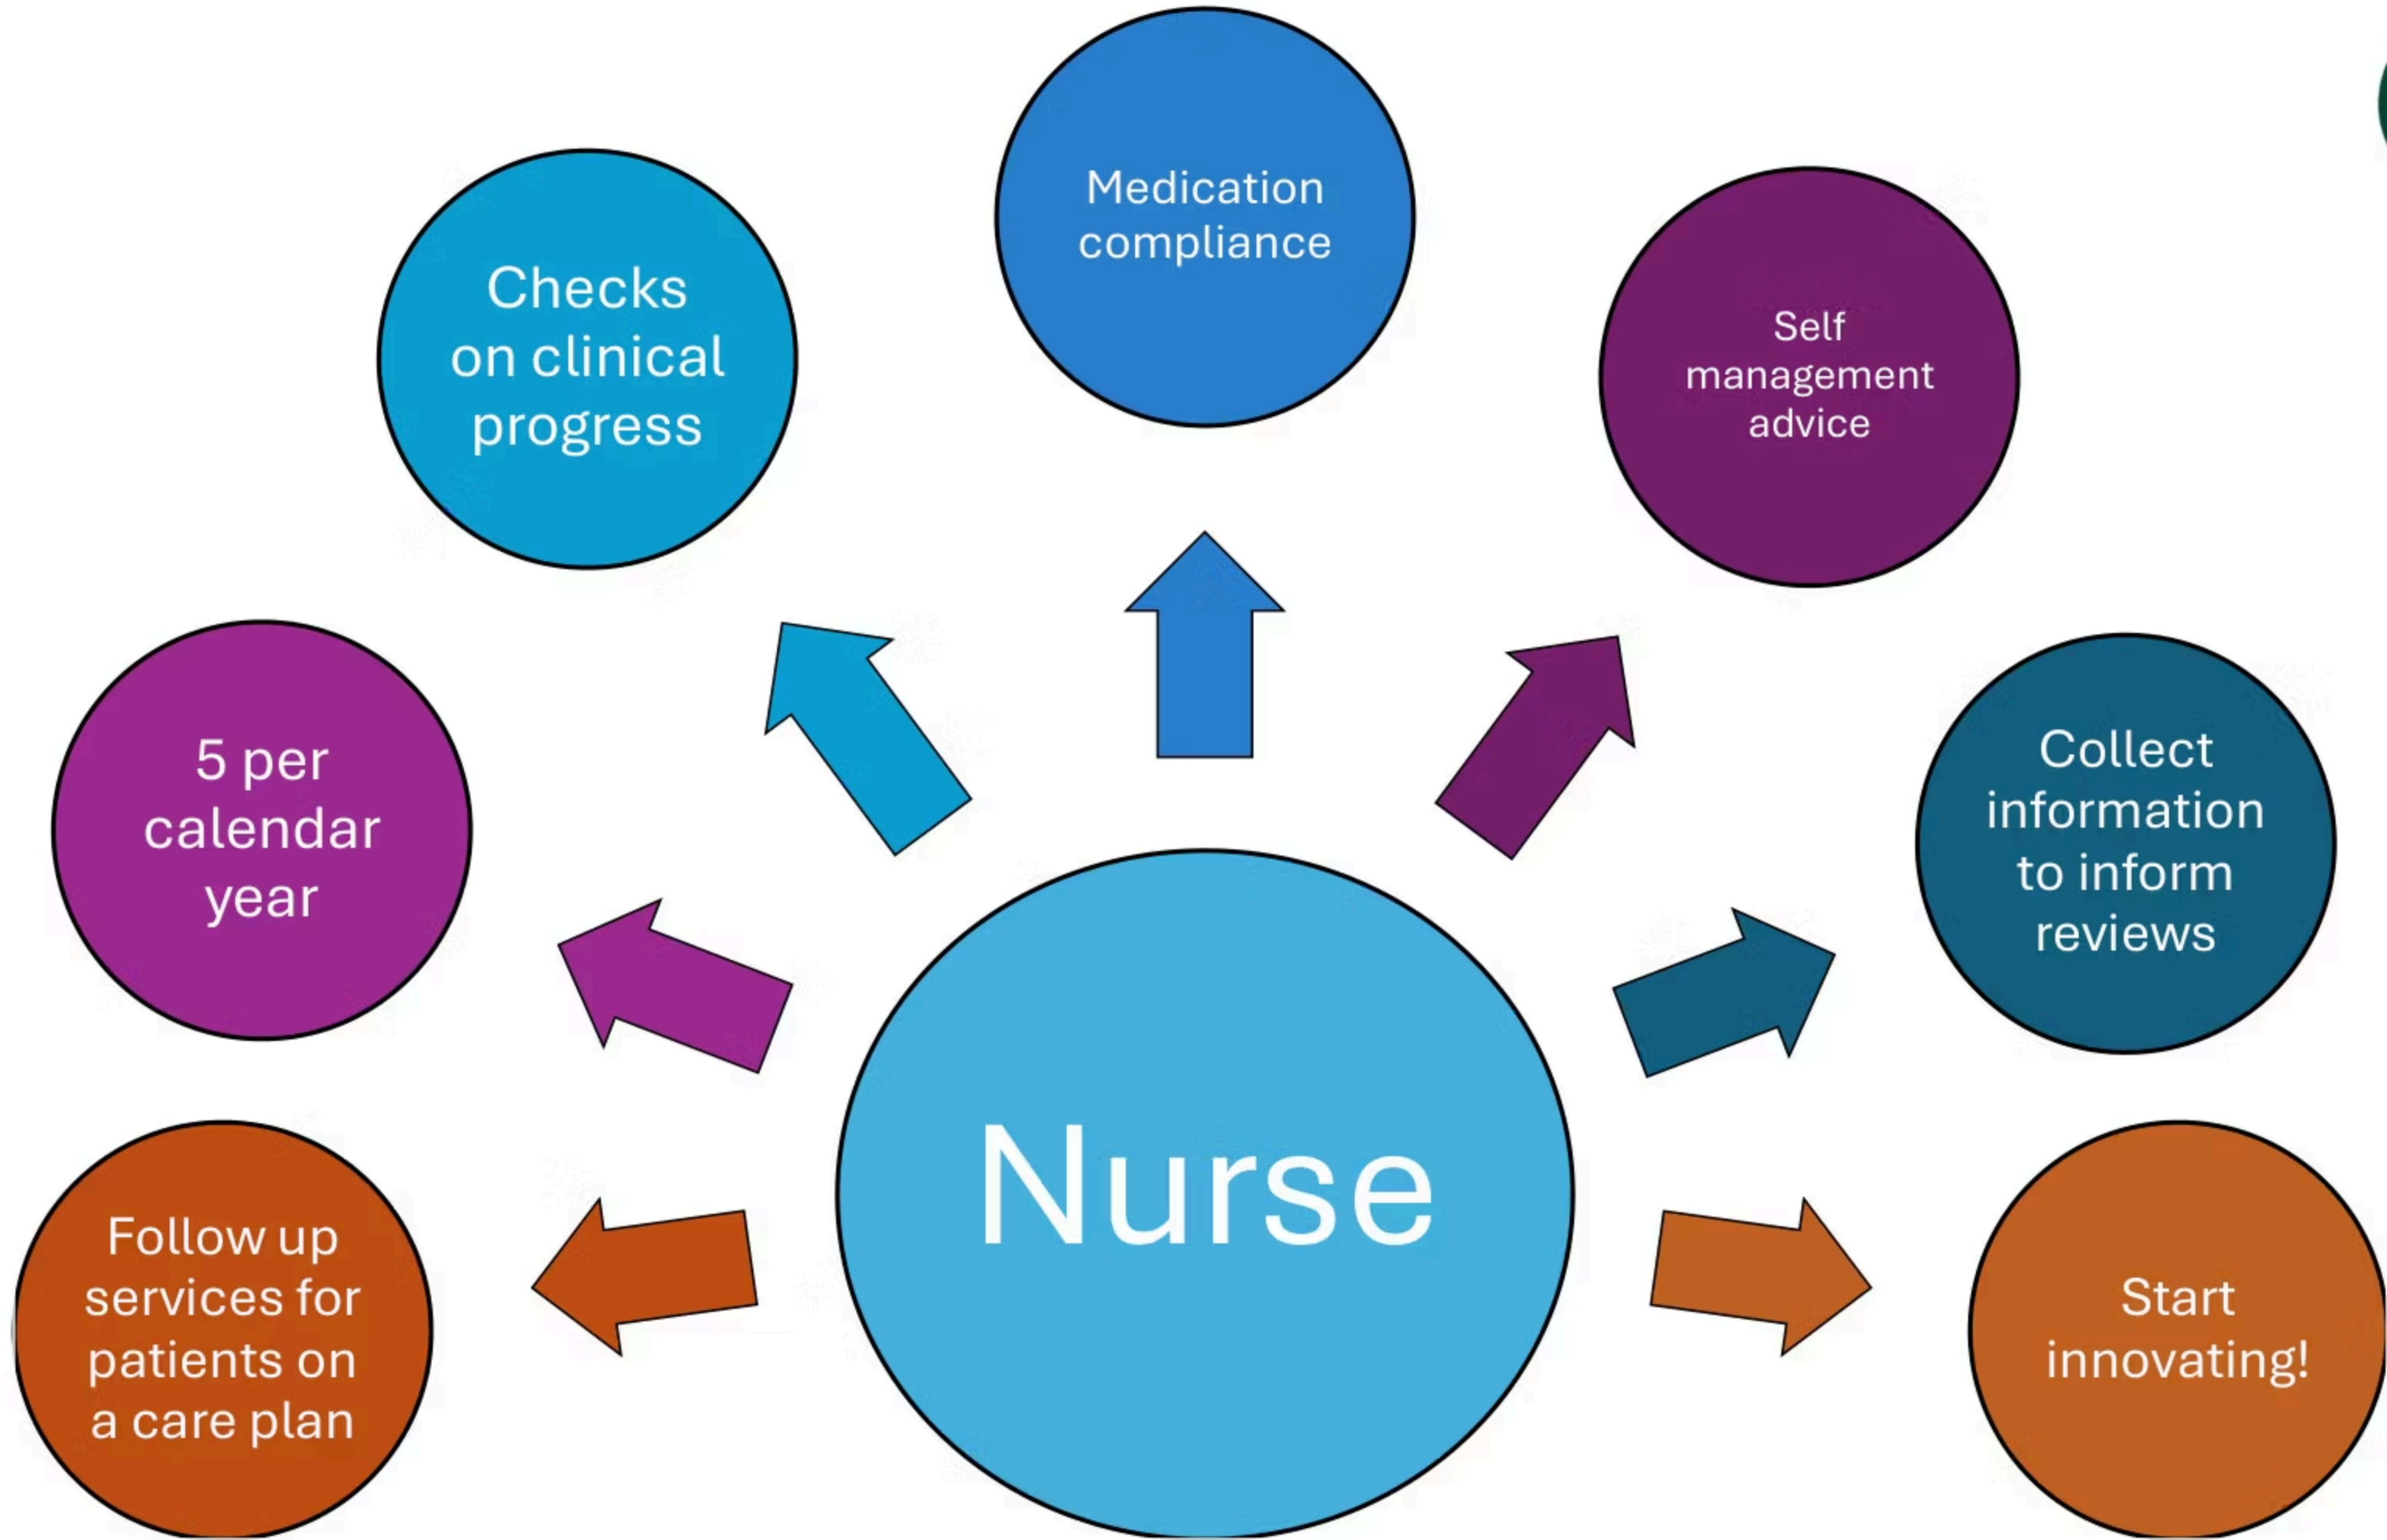 Medication
compliance
Checks
on clinical
progress
Self
management
advice
5 per
calendar
year
Collect
information
to inform
reviews
Nurse
Follow up
services for
patients on
a care plan
Start
innovating!